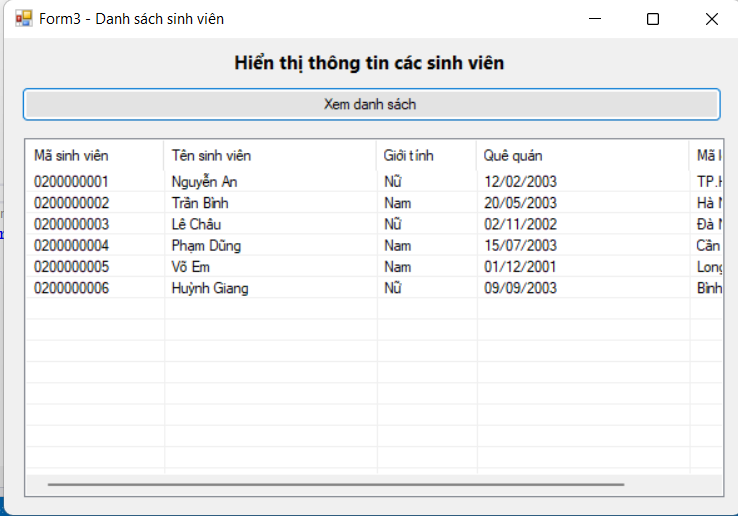 Form3 - Danh sách sinh viên
Hiển thị thông tin các sinh viên
Xem danh sách
Mã sinh viên Tên sinh viên Giới tính Quê quán Mã l
0200000001 Nguyễn An Nữ 12/02/2003 TP.H
0200000002 Trần Bình Nam 20/05/2003 Hà N
0200000003 Lê Châu Nữ 02/11/2002 Đà N
0200000004 Phạm Dũng Nam 15/07/2003 Cần
0200000005 Võ Em Nam 01/12/2001 Long
0200000006 Huỳnh Giang Nữ 09/09/2003 Bình